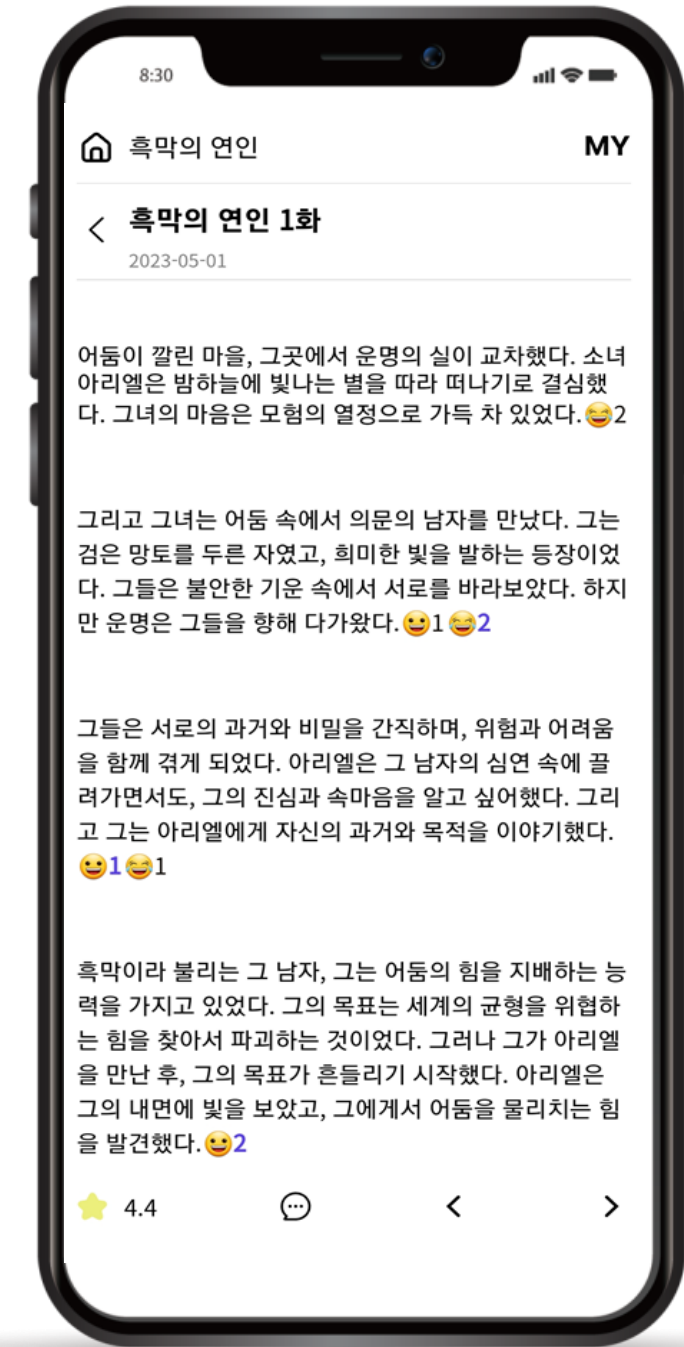 8:30
흑막의 연인
MY
흑막의 연인 1화
2023-05-01
어둠이 깔린 마을, 그곳에서 운명의 실이 교차했다. 소녀
아리엘은 밤하늘에 빛나는 별을 따라 떠나기로 결심했
다. 그녀의 마음은 모험의 열정으로 가득 차 있었다.😂2
그리고 그녀는 어둠 속에서 의문의 남자를 만났다. 그는
검은 망토를 두른 자였고, 희미한 빛을 발하는 등장이었
다. 그들은 불안한 기운 속에서 서로를 바라보았다. 하지
만 운명은 그들을 향해 다가왔다.😀1😂2
그들은 서로의 과거와 비밀을 간직하며, 위험과 어려움
을 함께 겪게 되었다. 아리엘은 그 남자의 심연 속에 끌
려가면서도, 그의 진심과 속마음을 알고 싶어했다. 그리
고 그는 아리엘에게 자신의 과거와 목적을 이야기했다.
😀1😂1
흑막이라 불리는 그 남자, 그는 어둠의 힘을 지배하는 능
력을 가지고 있었다. 그의 목표는 세계의 균형을 위협하
는 힘을 찾아서 파괴하는 것이었다. 그러나 그가 아리엘
을 만난 후, 그의 목표가 흔들리기 시작했다. 아리엘은
그의 내면에 빛을 보았고, 그에게서 어둠을 물리치는 힘
을 발견했다.😀2
4.4